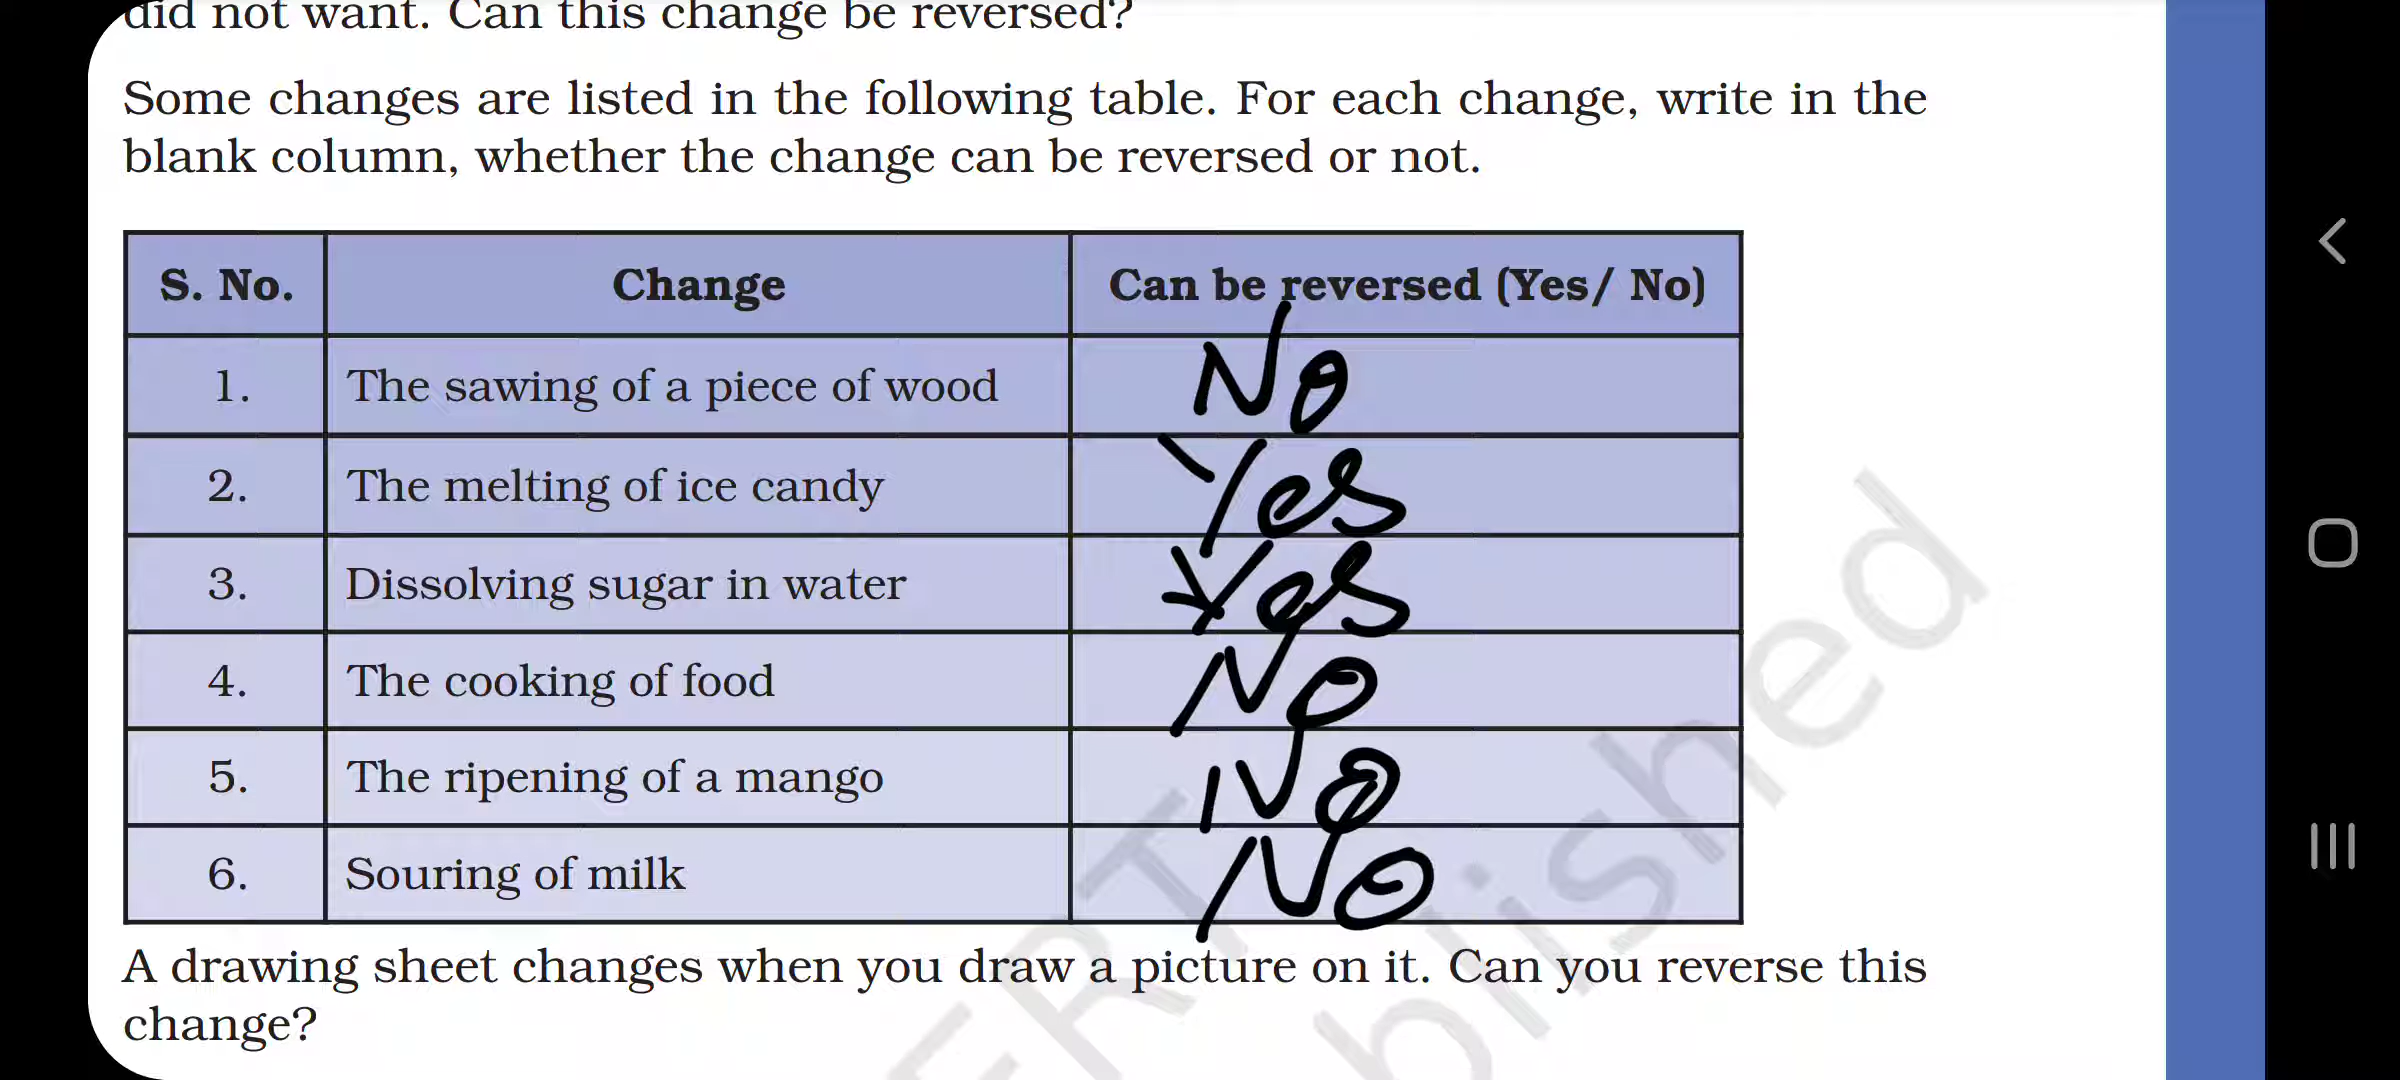 did not want. Can this change be reversed?
Some changes are listed in the following table. For each change, write in the
blank column, whether the change can be reversed or not.
S. No. Change Can be reversed (Yes/ No)
1. The sawing of a piece of wood No
2. The melting of ice candy Yes
3. Dissolving sugar in water Yes
4. The cooking of food No
5. The ripening of a mango No
6. Souring of milk No
A drawing sheet changes when you draw a picture on it. Can you reverse this
change?